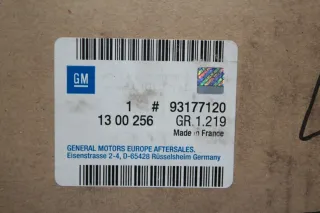 GM
1 # 93177120
13 00 256 GR.1.219
Made in France
GENERAL MOTORS EUROPE AFTERSALES.
Eisenstrasse 2-4, D-65428 Rüsselsheim Germany